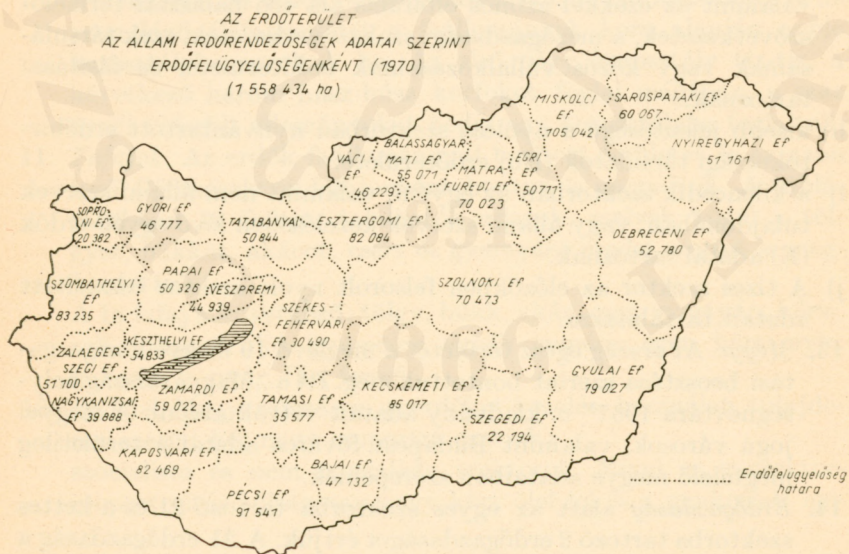 AZ ERDŐTERÜLET
AZ ÁLLAMI ERDŐRENDEZŐSÉGEK ADATAI SZERINT
ERDŐFELÜGYELŐSÉGENKÉNT (1970)
(1 558 434 ha)
MISKOLCI
Ef
105 042
SÁROSPATAKI Ef
60 067
NYIREGYHÁZI Ef
51 161
VÁCI
Ef
46 229
BALASSAGYAR
MATI Ef
55 071
MÁTRA
FUREDI Ef
70 023
EGRI
Ef
50 711
SOPRO
NI Ef
20 382
GYŐRI Ef
46 777
TATABÁNYAI
50 844
ESZTERGOMI Ef
82 084
DEBRECENI Ef
52 780
SZOMBATHELYI
Ef
83 235
PÁPAI Ef
50 326
VESZPRÉMI
44 939
SZÉKES-
FEHÉRVÁRI
Ef 30 490
SZOLNOKI Ef
70 473
ZALAEGER
SZEGI Ef
51 100
KESZTHELYI Ef
54 833
NAGYKANIZSAI
Ef 39 888
ZAMÁRDI Ef
59 022
TAMÁSI Ef
35 577
KECSKEMÉTI Ef
85 017
SZEGEDI Ef
22 194
GYULAI Ef
19 027
KAPOSVÁRI Ef
82 469
PÉCSI Ef
91 541
BAJAI Ef
47 132
Erdőfelügyelőség
határa